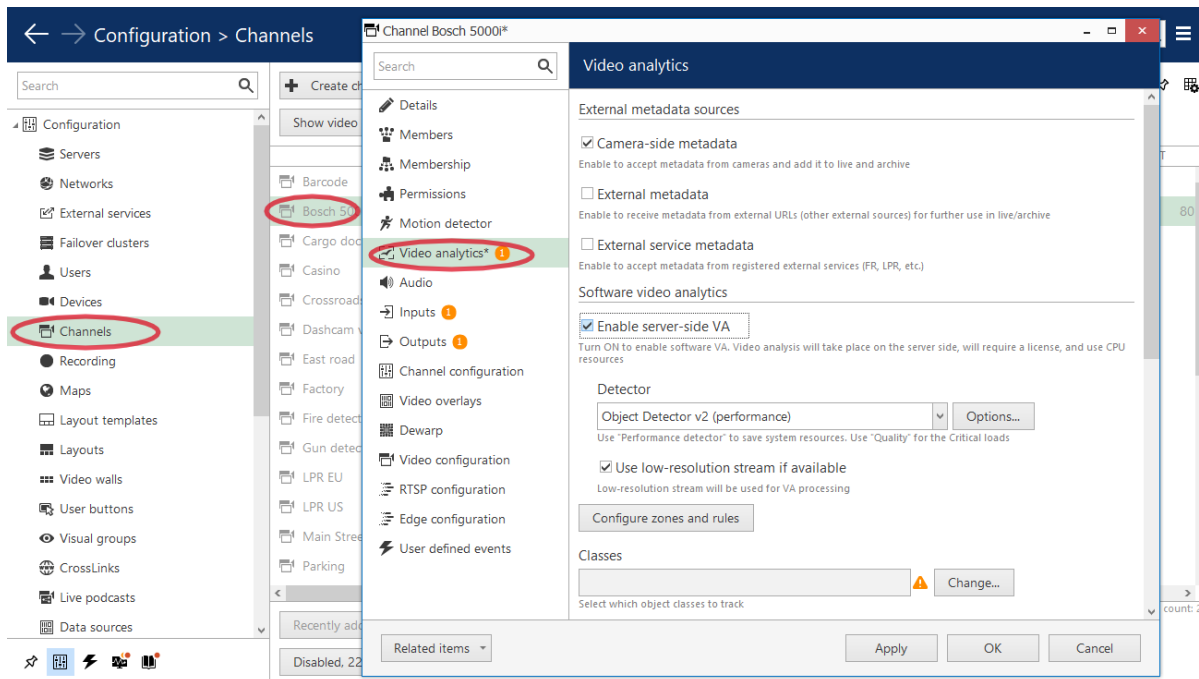 Configuration > Channels
Search
Configuration
Servers
Networks
External services
Failover clusters
Users
Devices
Channels
Recording
Maps
Layout templates
Layouts
Video walls
User buttons
Visual groups
CrossLinks
Live podcasts
Data sources
Create ch
Show video
Barcode
Bosch 50
80
Cargo doc
Casino
Crossroads
Dashcam v
East road
Factory
Fire detect
Gun detec
LPR EU
LPR US
Main Stree
Parking
count: 2
Recently add
Disabled, 22
Channel Bosch 5000i*
Search
Details
Members
Membership
Permissions
Motion detector
Video analytics* 1
Audio
Inputs 1
Outputs 1
Channel configuration
Video overlays
Dewarp
Video configuration
RTSP configuration
Edge configuration
User defined events
Video analytics
External metadata sources
Camera-side metadata
Enable to accept metadata from cameras and add it to live and archive
External metadata
Enable to receive metadata from external URLs (other external sources) for further use in live/archive
External service metadata
Enable to accept metadata from registered external services (FR, LPR, etc.)
Software video analytics
Enable server-side VA
Turn ON to enable software VA. Video analysis will take place on the server side, will require a license, and use CPU
resources
Detector
Object Detector v2 (performance)
Options...
Use "Performance detector" to save system resources. Use "Quality" for the Critical loads
Use low-resolution stream if available
Low-resolution stream will be used for VA processing
Configure zones and rules
Classes
Change...
Select which object classes to track
Related items
Apply
OK
Cancel